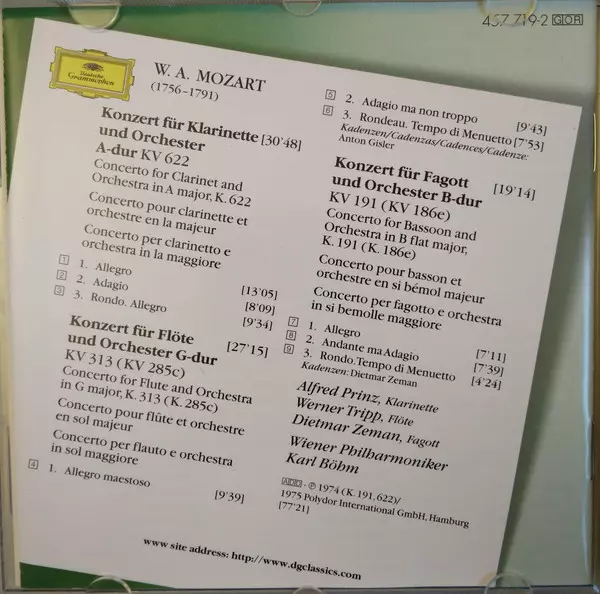 457 719-2 GOR
Deutsche
Grammophon
W. A. MOZART
(1756–1791)
Konzert für Klarinette [30'48]
und Orchester
A-dur KV 622
Concerto for Clarinet and
Orchestra in A major, K. 622
Concerto pour clarinette et
orchestre en la majeur
Concerto per clarinetto e
orchestra in la maggiore
1 1. Allegro [13'05]
2 2. Adagio [8'09]
3 3. Rondo. Allegro [9'34]
Konzert für Flöte
und Orchester G-dur [27'15]
KV 313 (KV 285c)
Concerto for Flute and Orchestra
in G major, K. 313 (K. 285c)
Concerto pour flûte et orchestre
en sol majeur
Concerto per flauto e orchestra
in sol maggiore
4 1. Allegro maestoso [9'39]
5 2. Adagio ma non troppo [9'43]
6 3. Rondeau. Tempo di Menuetto [7'53]
Kadenzen/Cadenzas/Cadences/Cadenze:
Anton Gisler
Konzert für Fagott
und Orchester B-dur [19'14]
KV 191 (KV 186e)
Concerto for Bassoon and
Orchestra in B flat major,
K. 191 (K. 186e)
Concerto pour basson et
orchestre en si bémol majeur
Concerto per fagotto e orchestra
in si bemolle maggiore
7 1. Allegro [7'11]
8 2. Andante ma Adagio [7'39]
9 3. Rondo. Tempo di Menuetto [4'24]
Kadenzen: Dietmar Zeman
Alfred Prinz, Klarinette
Werner Tripp, Flöte
Dietmar Zeman, Fagott
Wiener Philharmoniker
Karl Böhm
ADD · ℗ 1974 (K. 191, 622)/
1975 Polydor International GmbH, Hamburg
[77'21]
www site address: http://www.dgclassics.com